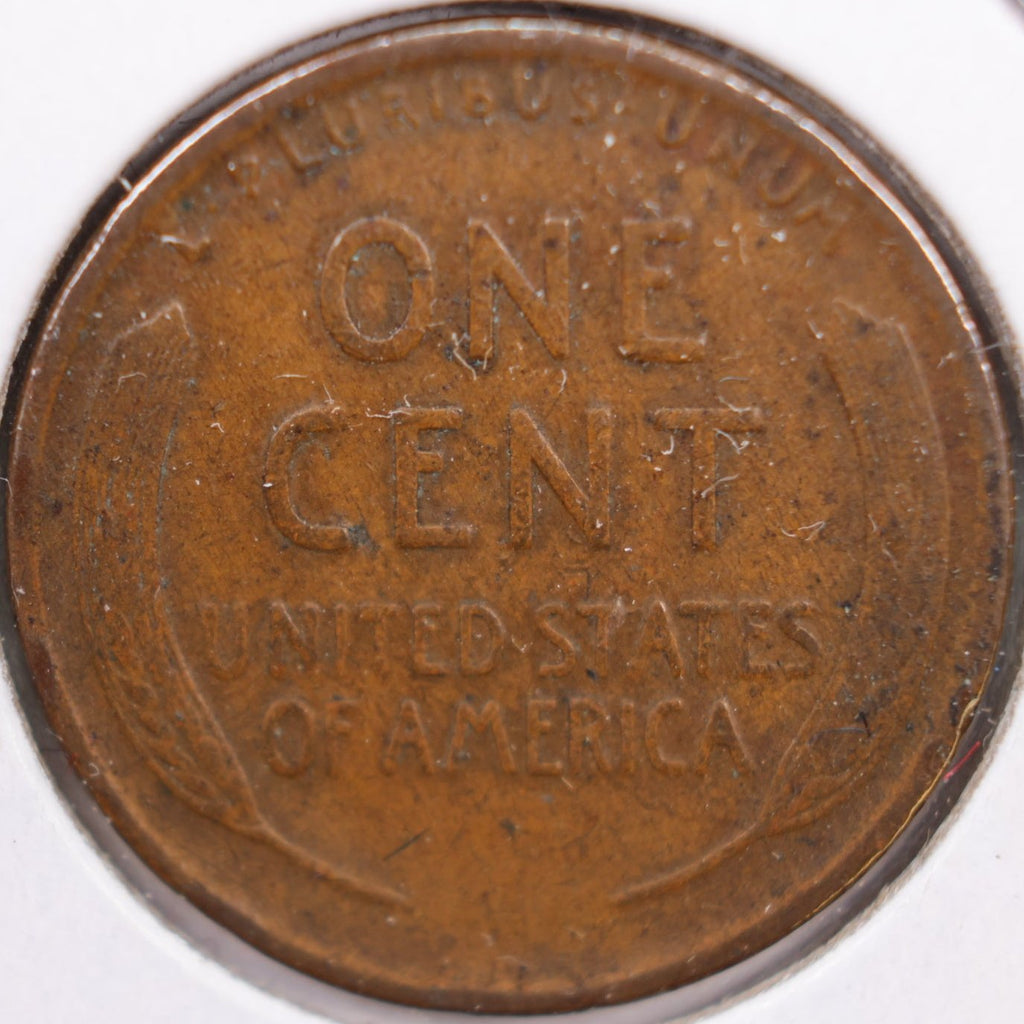 PLURIBUS UNUM
ONE
CENT
UNITED STATES
OF AMERICA